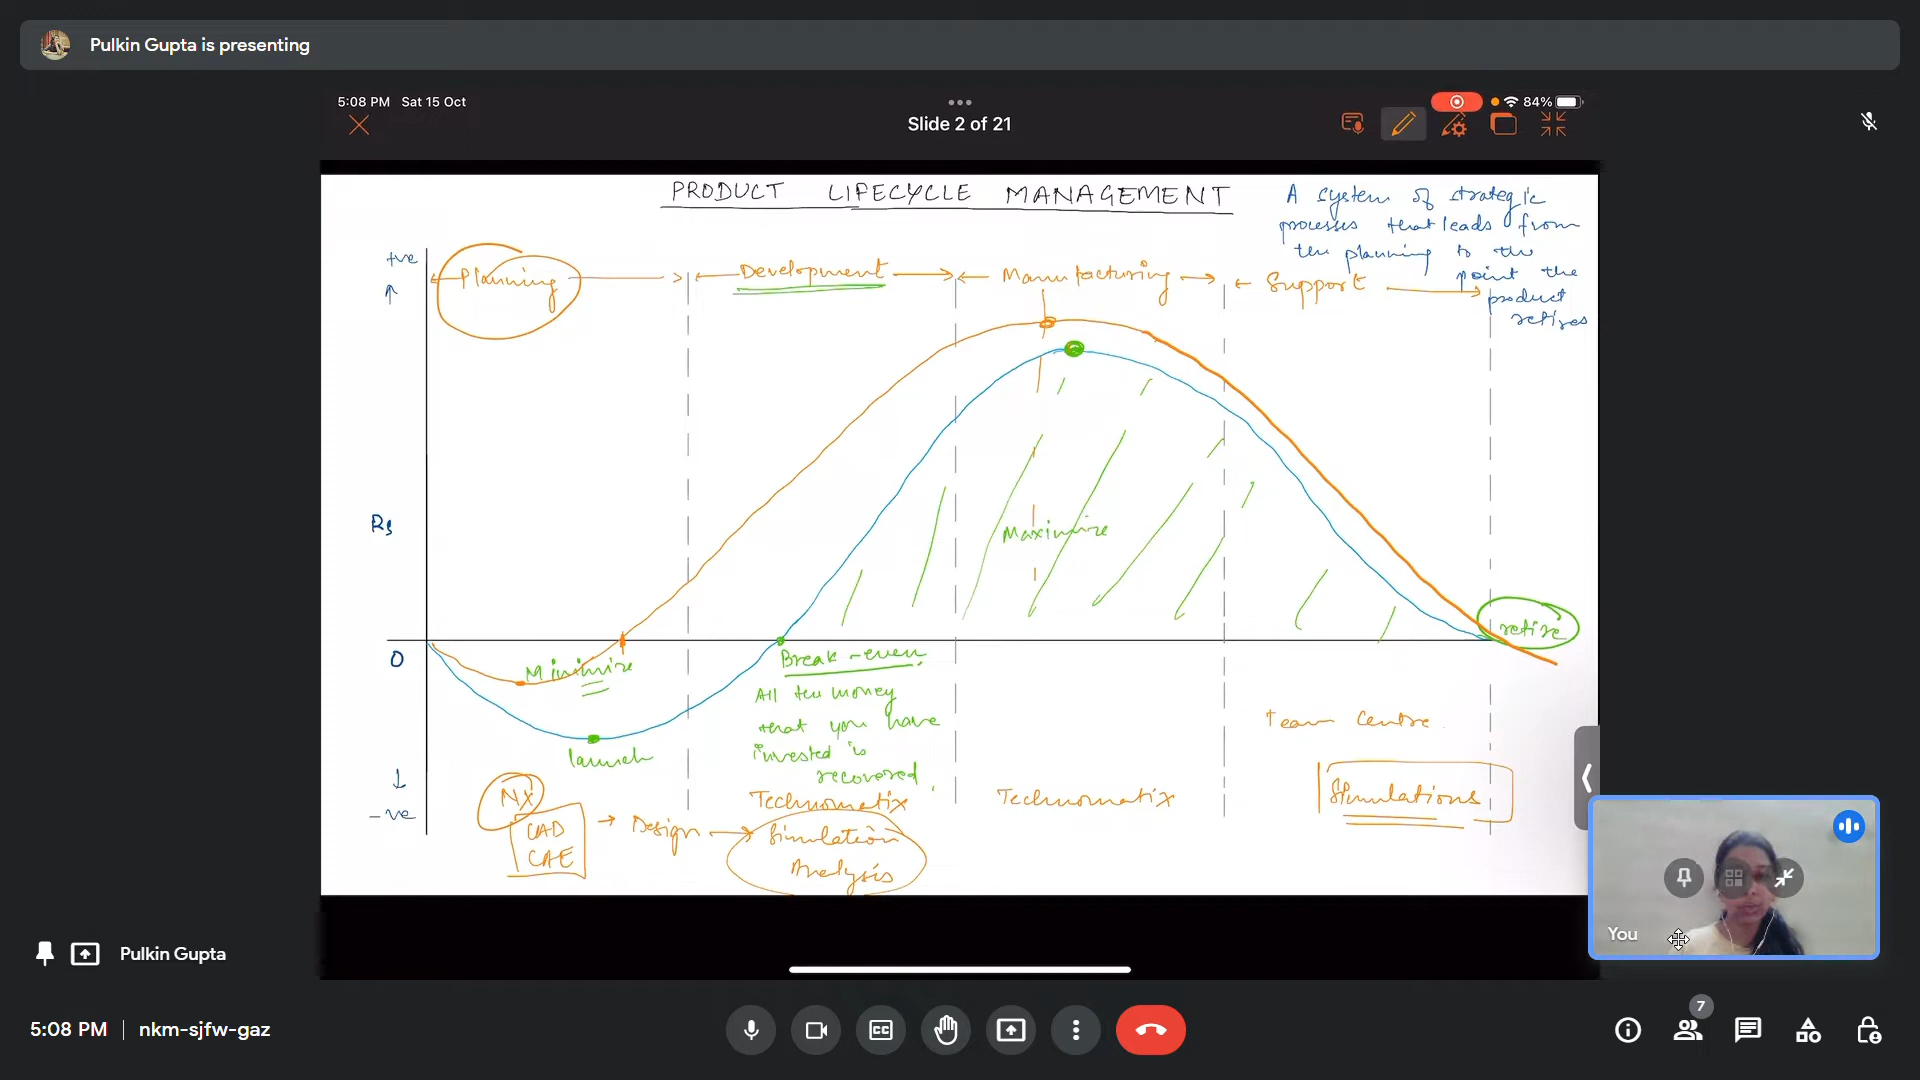 Pulkin Gupta is presenting
5:08 PM Sat 15 Oct
84%
Slide 2 of 21
PRODUCT LIFECYCLE MANAGEMENT
A system of strategic
processes that leads from
the planning to the
point the
product
retires
+ve
Planning
Development
Manufacturing
Support
Rs
Maximize
0
Minimize
Break-even
retire
All the money
that you have
invested is
recovered
launch
Team Centre
-ve
NX
CAD
CAE
Design
Technomatix
Simulation
Analysis
Technomatix
Simulations
You
Pulkin Gupta
5:08 PM | nkm-sjfw-gaz
CC
7